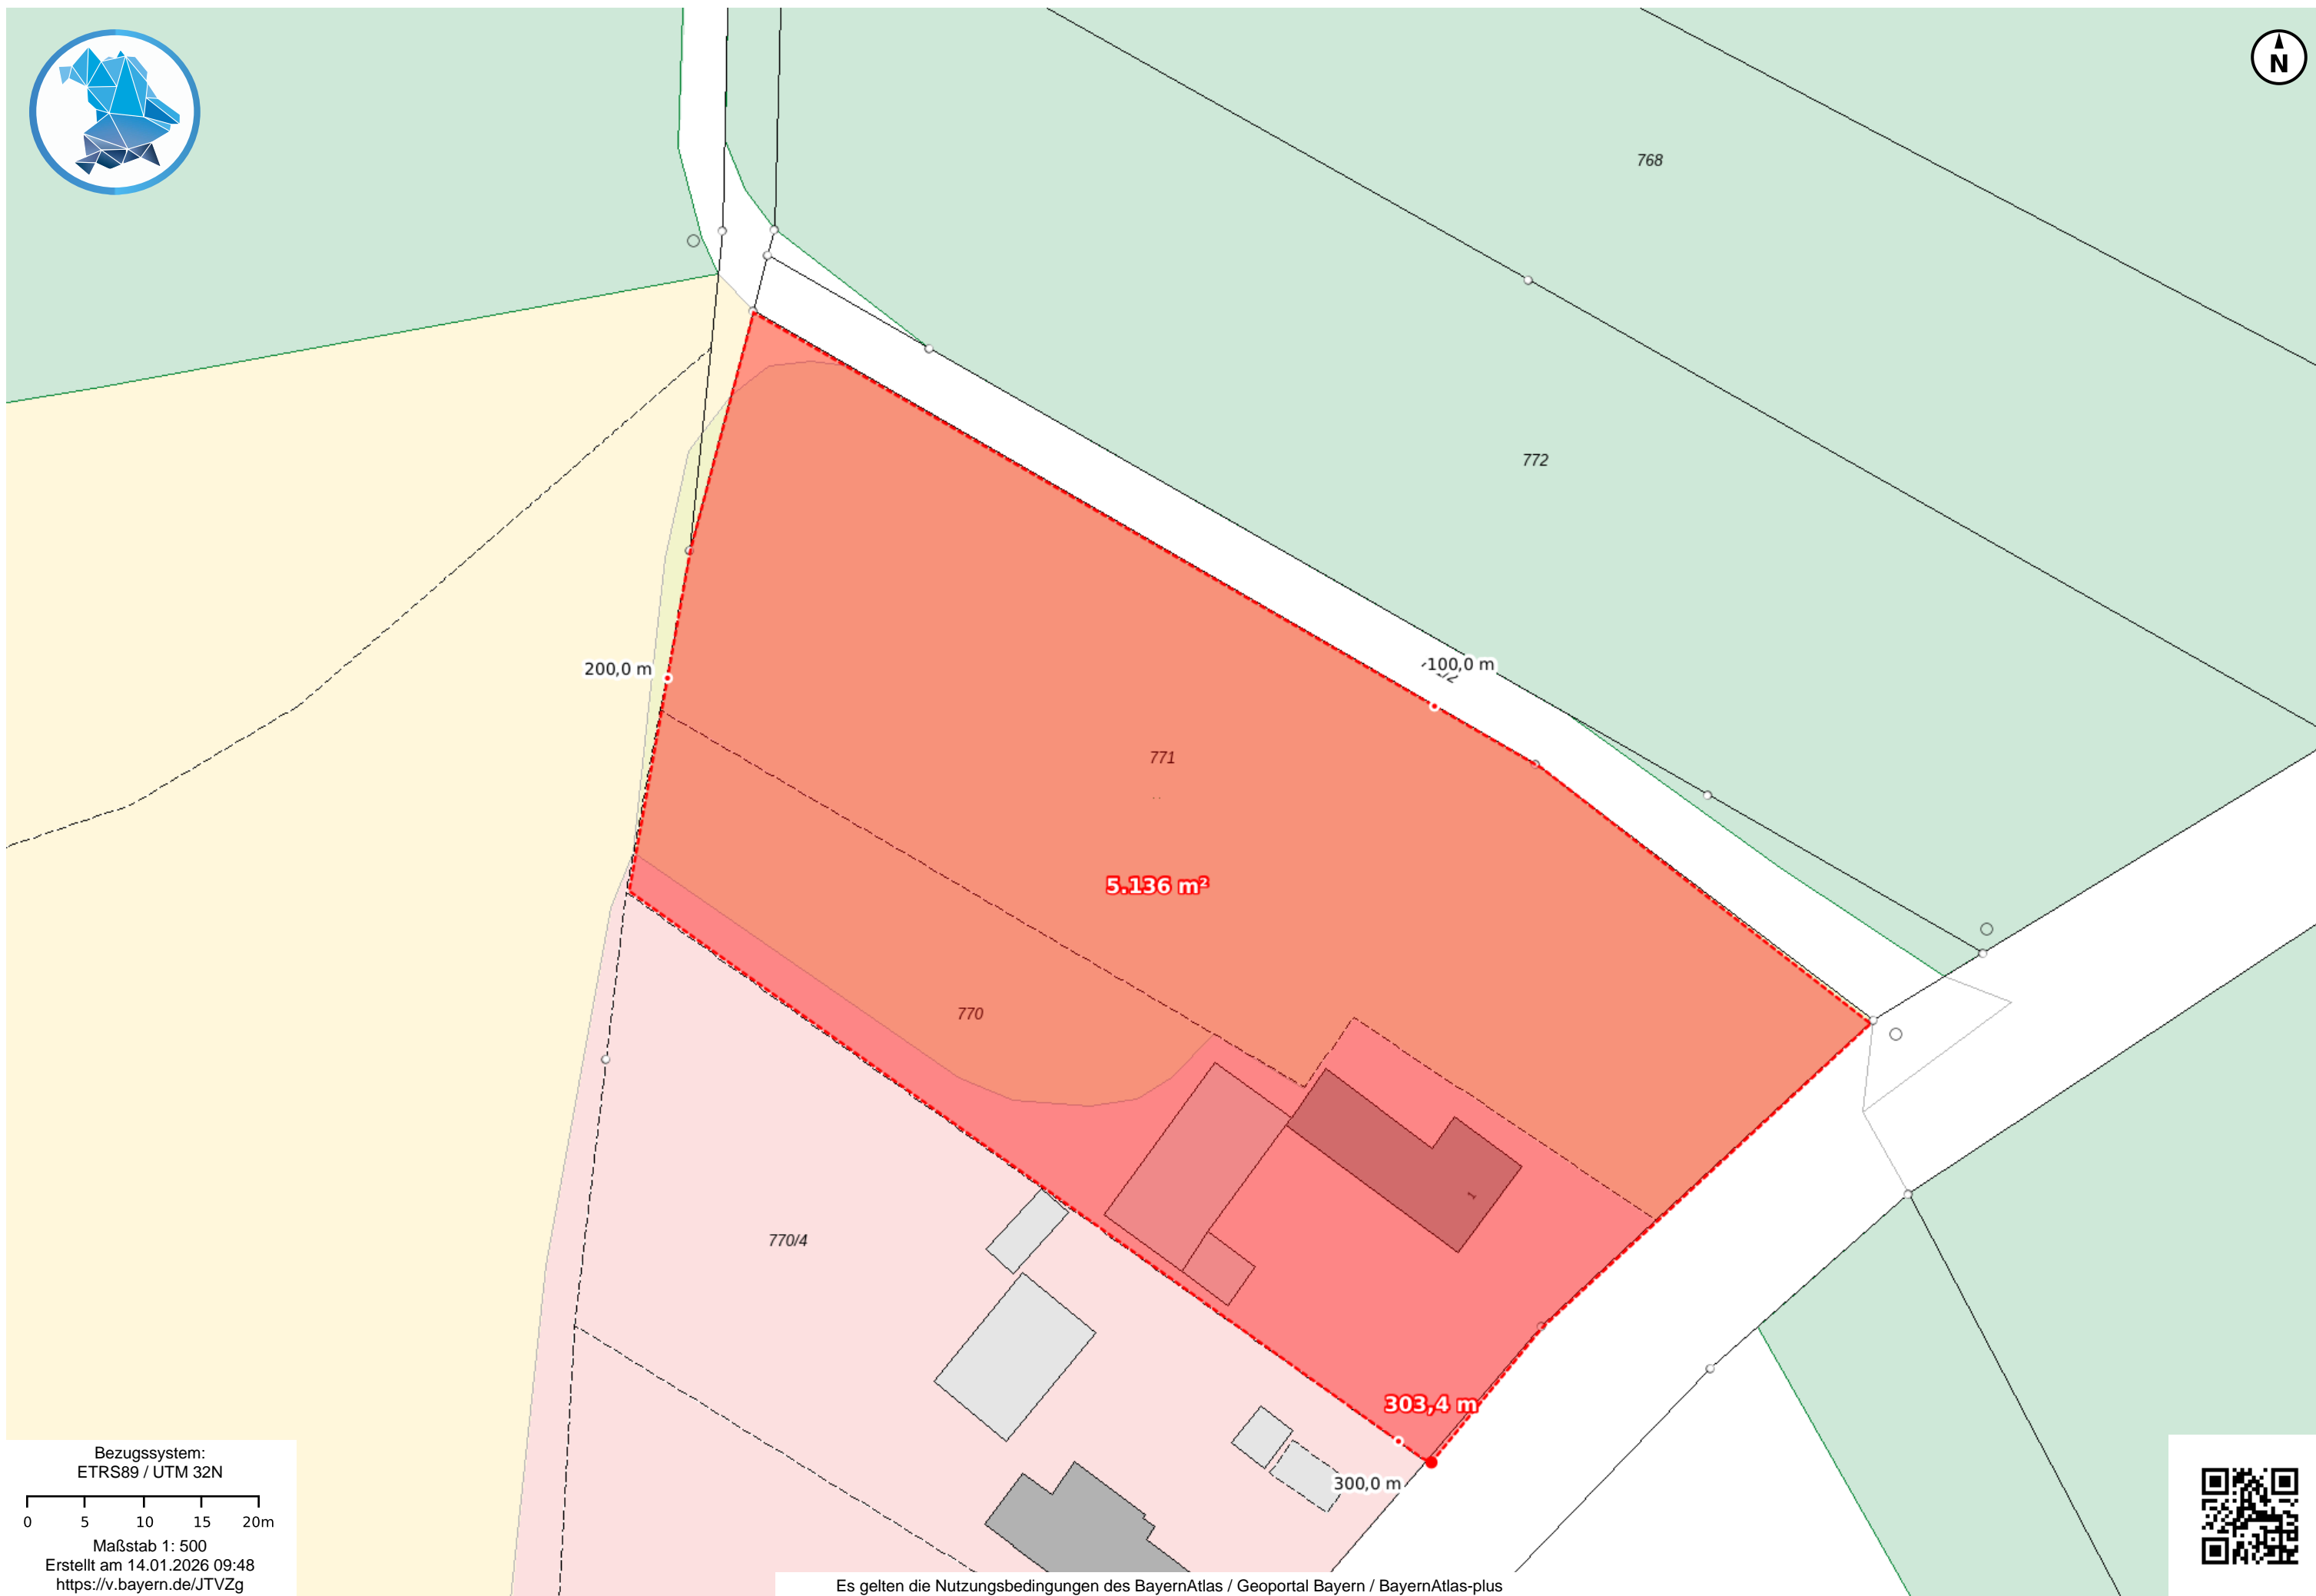 N
768
772
200,0 m
100,0 m
771
5.136 m²
770
1
770/4
303,4 m
300,0 m
Bezugssystem:
ETRS89 / UTM 32N
0 5 10 15 20m
Maßstab 1: 500
Erstellt am 14.01.2026 09:48
https://v.bayern.de/JTVZg
Es gelten die Nutzungsbedingungen des BayernAtlas / Geoportal Bayern / BayernAtlas-plus